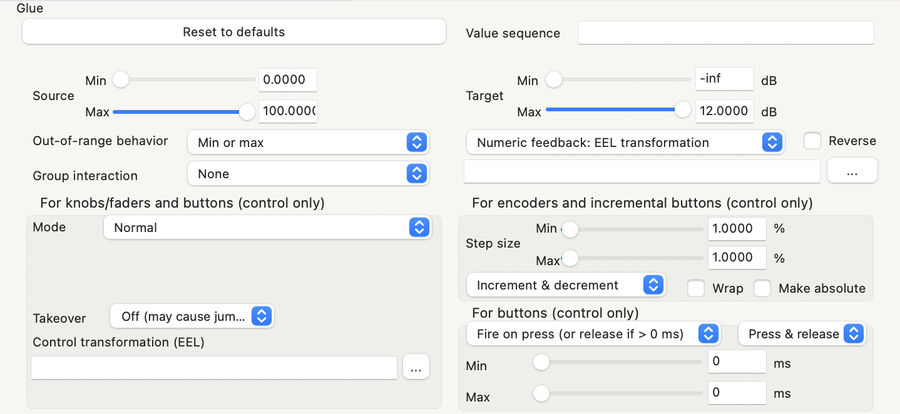 Glue
Reset to defaults
Value sequence
Source
Min
0.0000
Max
100.000
Target
Min
-inf
dB
Max
12.0000
dB
Out-of-range behavior
Min or max
Numeric feedback: EEL transformation
Reverse
Group interaction
None
...
For knobs/faders and buttons (control only)
Mode
Normal
Takeover
Off (may cause jum...
Control transformation (EEL)
...
For encoders and incremental buttons (control only)
Step size
Min
1.0000
%
Max
1.0000
%
Increment & decrement
Wrap
Make absolute
For buttons (control only)
Fire on press (or release if > 0 ms)
Press & release
Min
0
ms
Max
0
ms